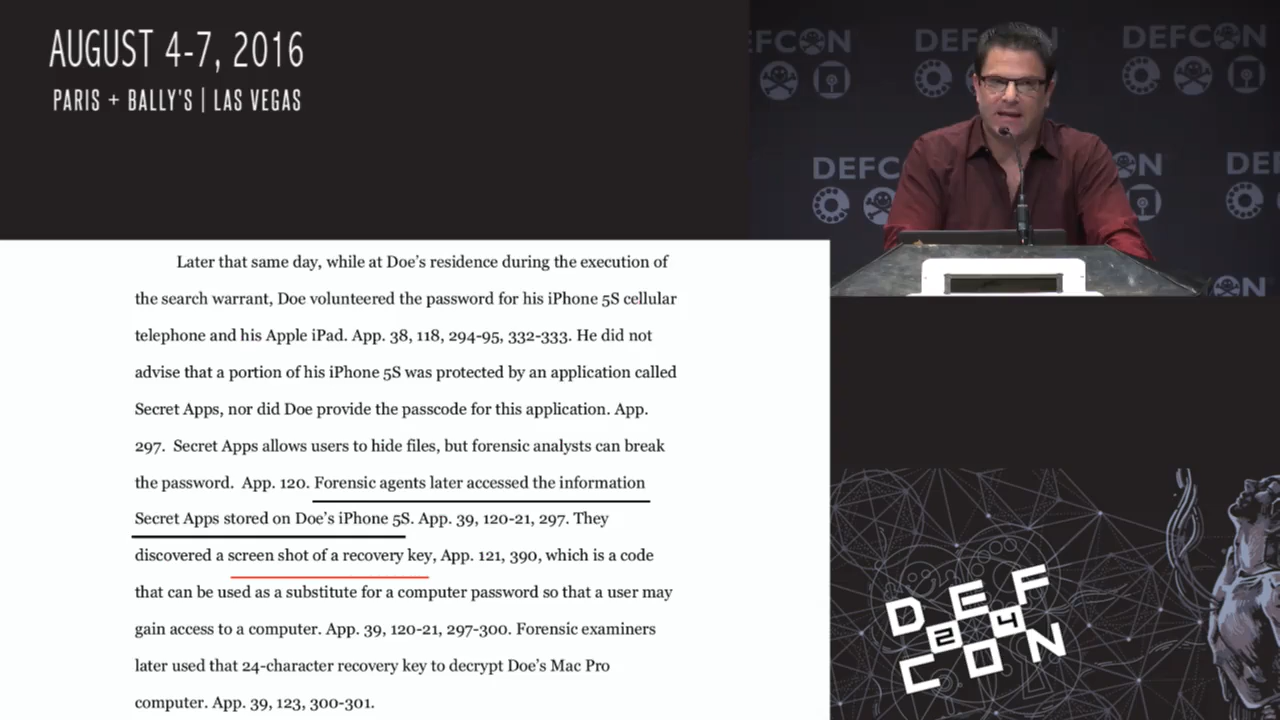 AUGUST 4-7, 2016
PARIS + BALLY'S | LAS VEGAS
EFCON
DEFCON
DEFCON
DEFC
ON
DE
CON
Later that same day, while at Doe's residence during the execution of
the search warrant, Doe volunteered the password for his iPhone 5S cellular
telephone and his Apple iPad. App. 38, 118, 294-95, 332-333. He did not
advise that a portion of his iPhone 5S was protected by an application called
Secret Apps, nor did Doe provide the passcode for this application. App.
297. Secret Apps allows users to hide files, but forensic analysts can break
the password. App. 120. Forensic agents later accessed the information
Secret Apps stored on Doe's iPhone 5S. App. 39, 120-21, 297. They
discovered a screen shot of a recovery key, App. 121, 390, which is a code
that can be used as a substitute for a computer password so that a user may
gain access to a computer. App. 39, 120-21, 297-300. Forensic examiners
later used that 24-character recovery key to decrypt Doe's Mac Pro
computer. App. 39, 123, 300-301.
DEF
24
CON